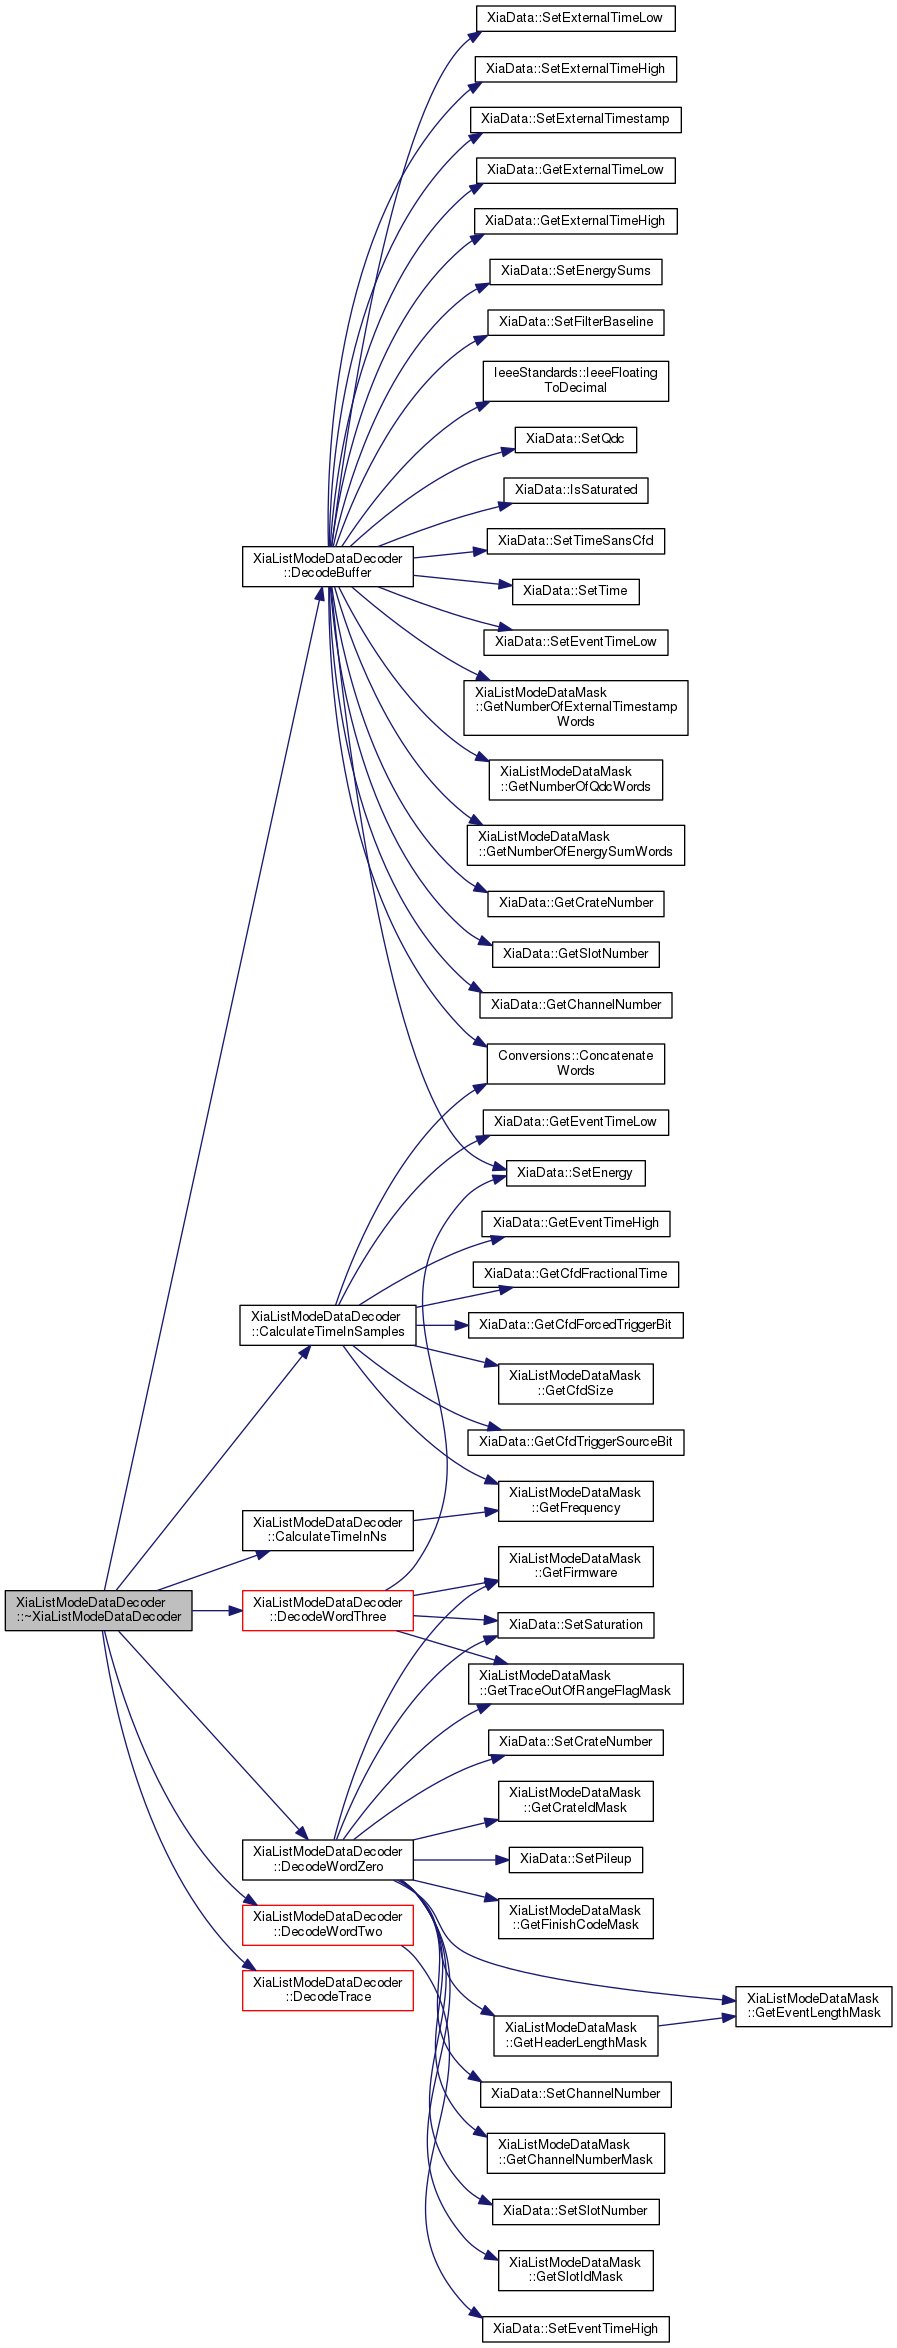 XiaData::SetExternalTimeLow
XiaData::SetExternalTimeHigh
XiaData::SetExternalTimestamp
XiaData::GetExternalTimeLow
XiaData::GetExternalTimeHigh
XiaData::SetEnergySums
XiaData::SetFilterBaseline
IeeeStandards::IeeeFloating
ToDecimal
XiaData::SetQdc
XiaData::IsSaturated
XiaData::SetTimeSansCfd
XiaListModeDataDecoder
::DecodeBuffer
XiaData::SetTime
XiaData::SetEventTimeLow
XiaListModeDataMask
::GetNumberOfExternalTimestamp
Words
XiaListModeDataMask
::GetNumberOfQdcWords
XiaListModeDataMask
::GetNumberOfEnergySumWords
XiaData::GetCrateNumber
XiaData::GetSlotNumber
XiaData::GetChannelNumber
Conversions::Concatenate
Words
XiaData::GetEventTimeLow
XiaData::SetEnergy
XiaData::GetEventTimeHigh
XiaData::GetCfdFractionalTime
XiaListModeDataDecoder
::CalculateTimeInSamples
XiaData::GetCfdForcedTriggerBit
XiaListModeDataMask
::GetCfdSize
XiaData::GetCfdTriggerSourceBit
XiaListModeDataMask
::GetFrequency
XiaListModeDataDecoder
::CalculateTimeInNs
XiaListModeDataMask
::GetFirmware
XiaListModeDataDecoder
::~XiaListModeDataDecoder
XiaListModeDataDecoder
::DecodeWordThree
XiaData::SetSaturation
XiaListModeDataMask
::GetTraceOutOfRangeFlagMask
XiaData::SetCrateNumber
XiaListModeDataMask
::GetCrateIdMask
XiaListModeDataDecoder
::DecodeWordZero
XiaData::SetPileup
XiaListModeDataMask
::GetFinishCodeMask
XiaListModeDataDecoder
::DecodeWordTwo
XiaListModeDataDecoder
::DecodeTrace
XiaListModeDataMask
::GetEventLengthMask
XiaListModeDataMask
::GetHeaderLengthMask
XiaData::SetChannelNumber
XiaListModeDataMask
::GetChannelNumberMask
XiaData::SetSlotNumber
XiaListModeDataMask
::GetSlotIdMask
XiaData::SetEventTimeHigh